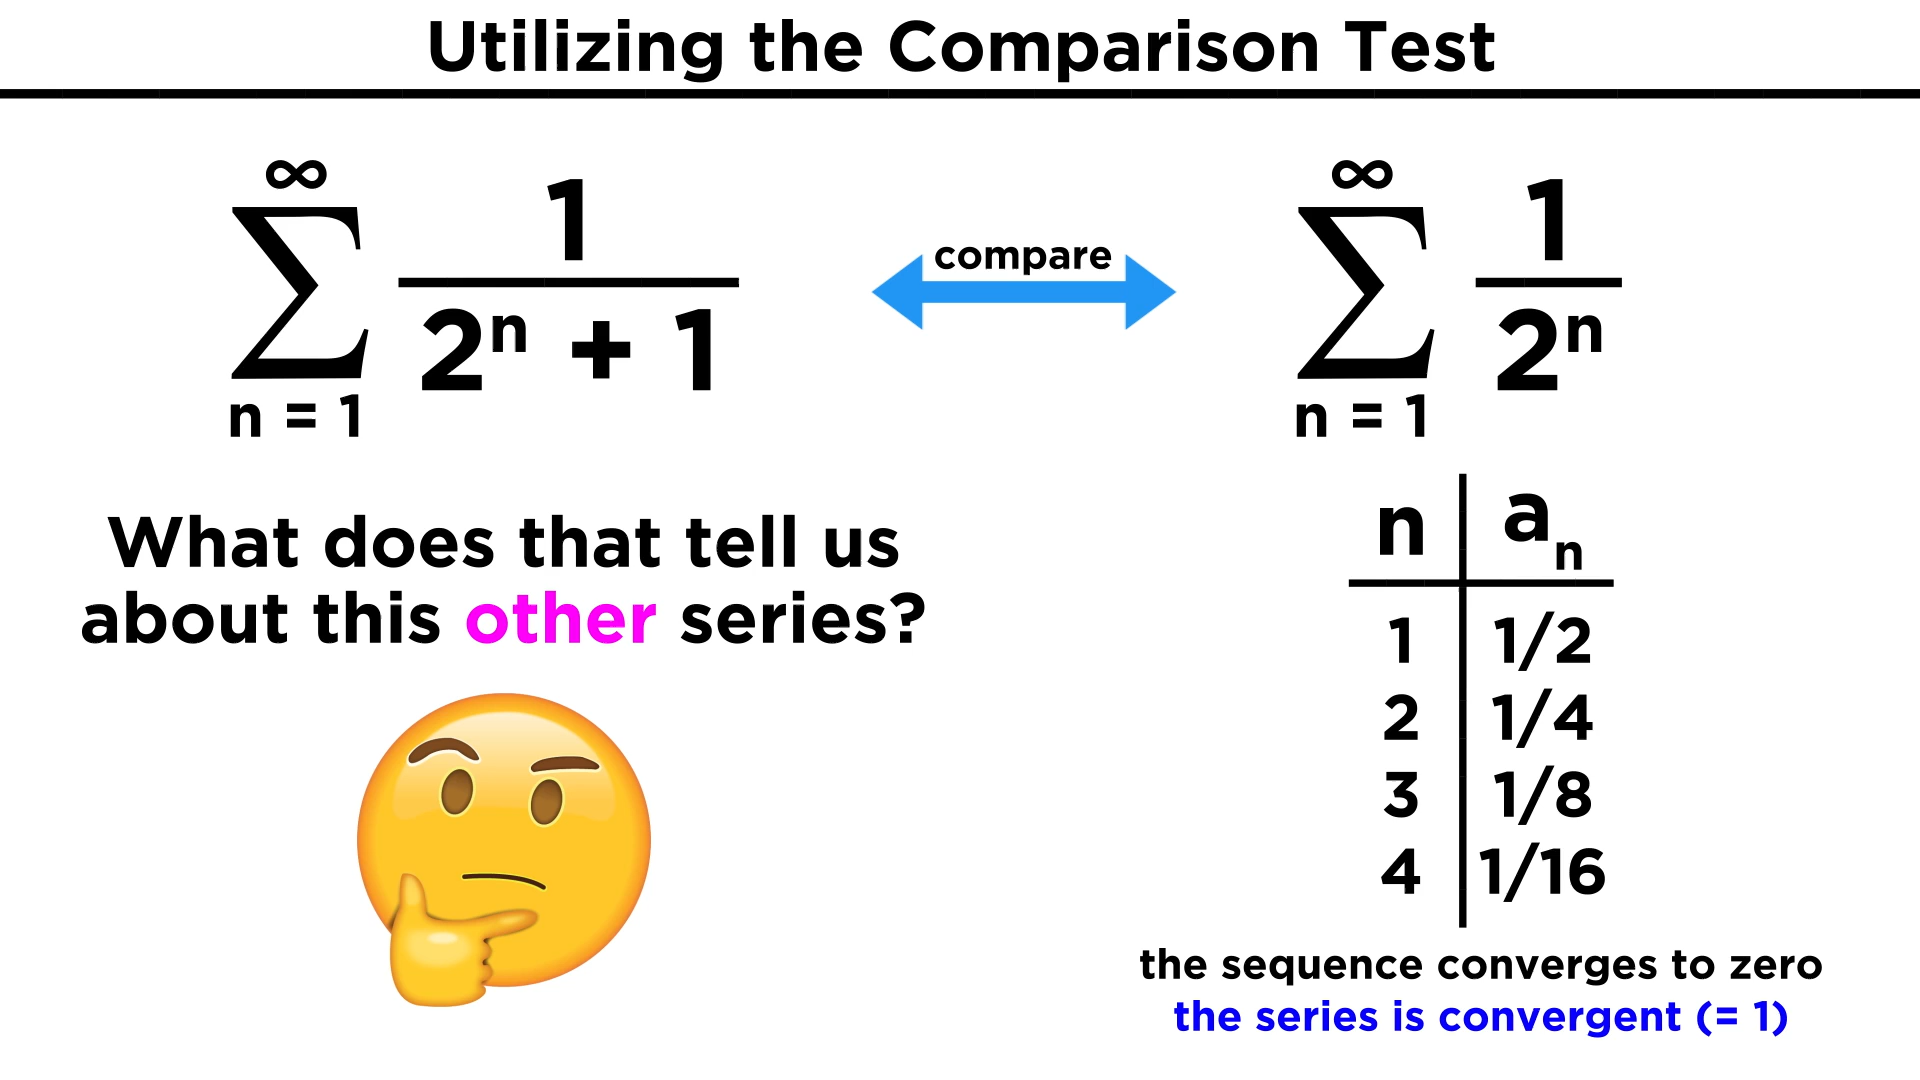 Utilizing the Comparison Test
∞
∑
n = 1
1
2ⁿ + 1
compare
∞
∑
n = 1
1
2ⁿ
What does that tell us
about this other series?
n aₙ
1 1/2
2 1/4
3 1/8
4 1/16
the sequence converges to zero
the series is convergent (= 1)